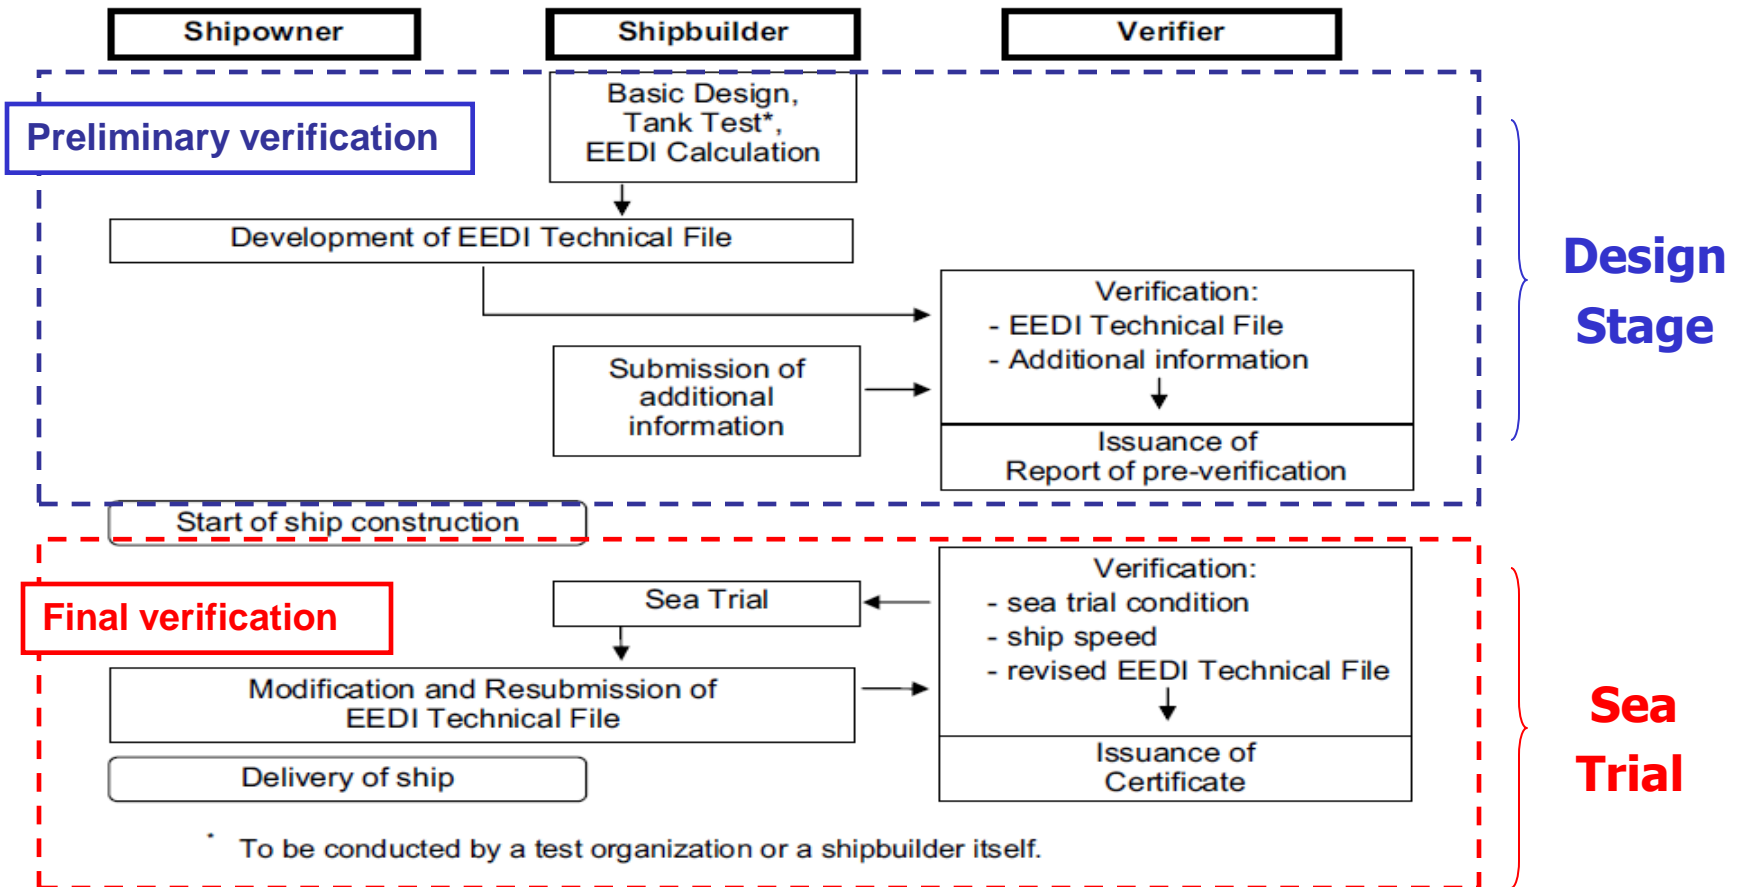 Shipowner
Shipbuilder
Verifier
Preliminary verification
Basic Design,
Tank Test*,
EEDI Calculation
Development of EEDI Technical File
Verification:
- EEDI Technical File
- Additional information
Submission of
additional
information
Issuance of
Report of pre-verification
Design
Stage
Start of ship construction
Final verification
Sea Trial
Verification:
- sea trial condition
- ship speed
- revised EEDI Technical File
Modification and Resubmission of
EEDI Technical File
Issuance of
Certificate
Delivery of ship
Sea
Trial
* To be conducted by a test organization or a shipbuilder itself.